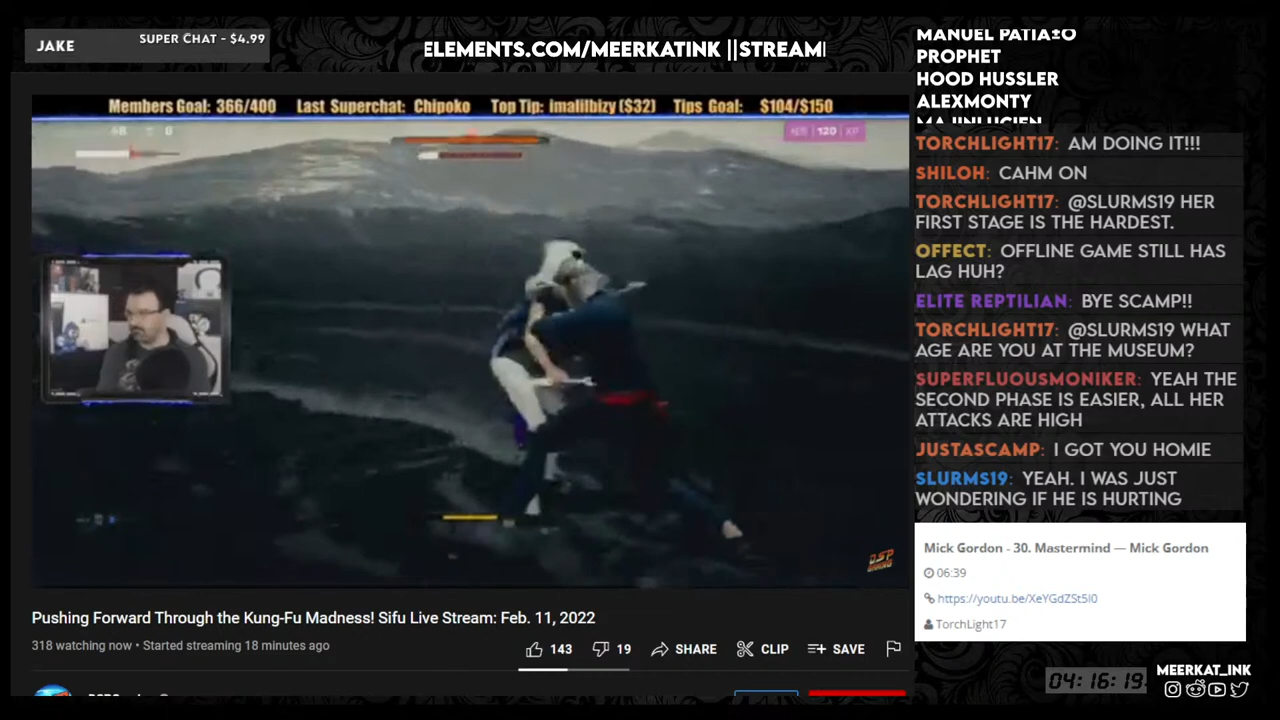 JAKE
SUPER CHAT - $4.99
ELEMENTS.COM/MEERKATINK ||STREAMI
MANUEL PATIA±O
PROPHET
HOOD HUSSLER
ALEXMONTY
MAJINLUCIEN
Members Goal: 366/400 Last Superchat: Chipoko Top Tip: imalilbizy ($32) Tips Goal: $104/$150
120 XP
TORCHLIGHT17: AM DOING IT!!!
SHILOH: CAHM ON
TORCHLIGHT17: @SLURMS19 HER
FIRST STAGE IS THE HARDEST.
OFFECT: OFFLINE GAME STILL HAS
LAG HUH?
ELITE REPTILIAN: BYE SCAMP!!
TORCHLIGHT17: @SLURMS19 WHAT
AGE ARE YOU AT THE MUSEUM?
SUPERFLUOUSMONIKER: YEAH THE
SECOND PHASE IS EASIER, ALL HER
ATTACKS ARE HIGH
JUSTASCAMP: I GOT YOU HOMIE
SLURMS19: YEAH. I WAS JUST
WONDERING IF HE IS HURTING
DSP
GAMING
Mick Gordon - 30. Mastermind — Mick Gordon
06:39
https://youtu.be/XeYGdZSt5I0
TorchLight17
Pushing Forward Through the Kung-Fu Madness! Sifu Live Stream: Feb. 11, 2022
318 watching now • Started streaming 18 minutes ago
143 19 SHARE CLIP SAVE
04:16:19
MEERKAT_INK